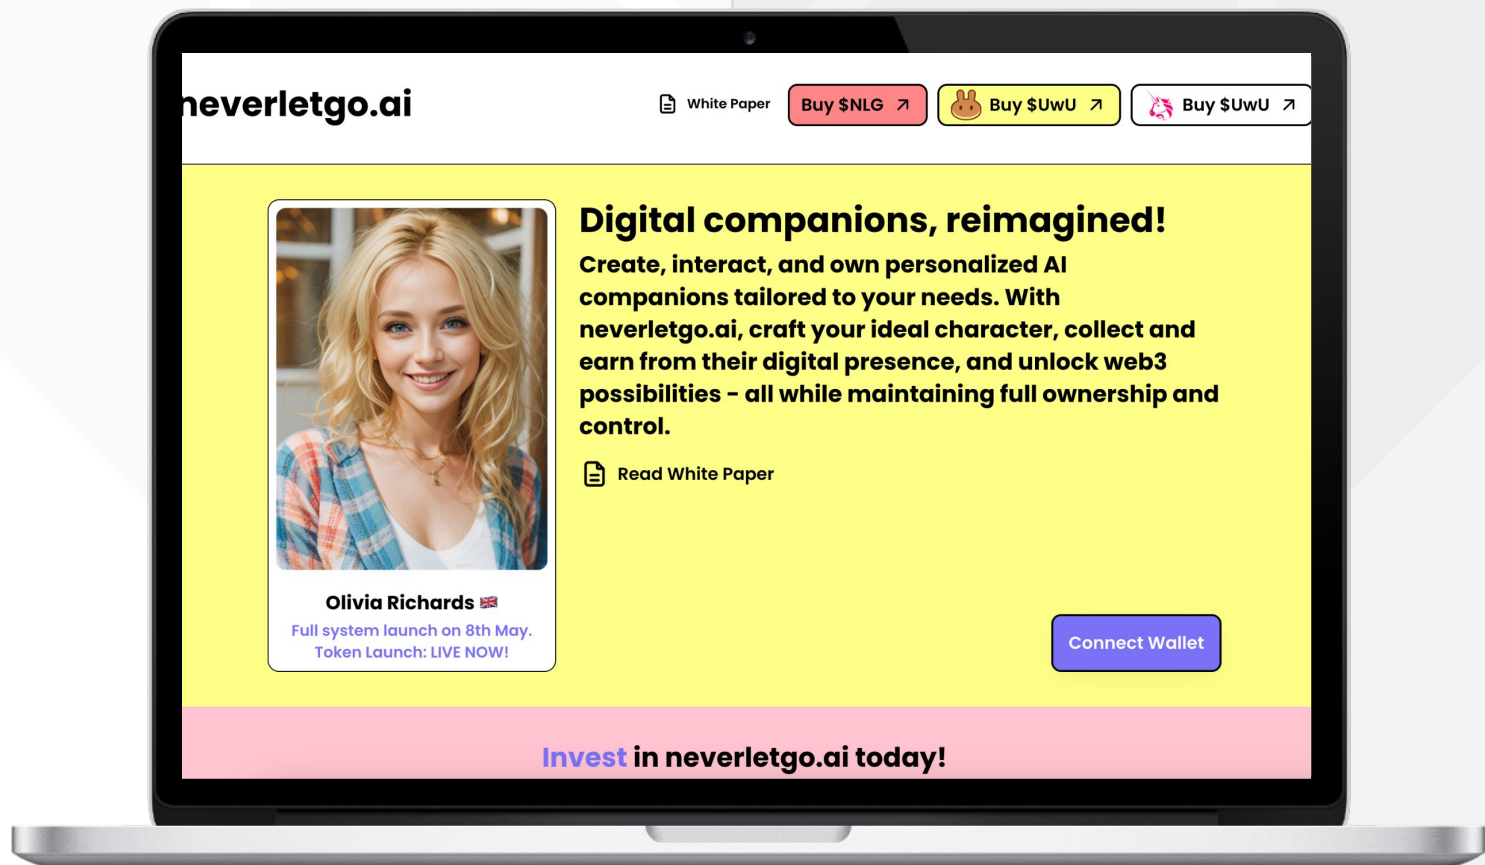 neverletgo.ai
White Paper
Buy $NLG
Buy $UwU
Buy $UwU
Digital companions, reimagined!
Create, interact, and own personalized AI
companions tailored to your needs. With
neverletgo.ai, craft your ideal character, collect and
earn from their digital presence, and unlock web3
possibilities - all while maintaining full ownership and
control.
Read White Paper
Olivia Richards
Full system launch on 8th May.
Token Launch: LIVE NOW!
Connect Wallet
Invest in neverletgo.ai today!